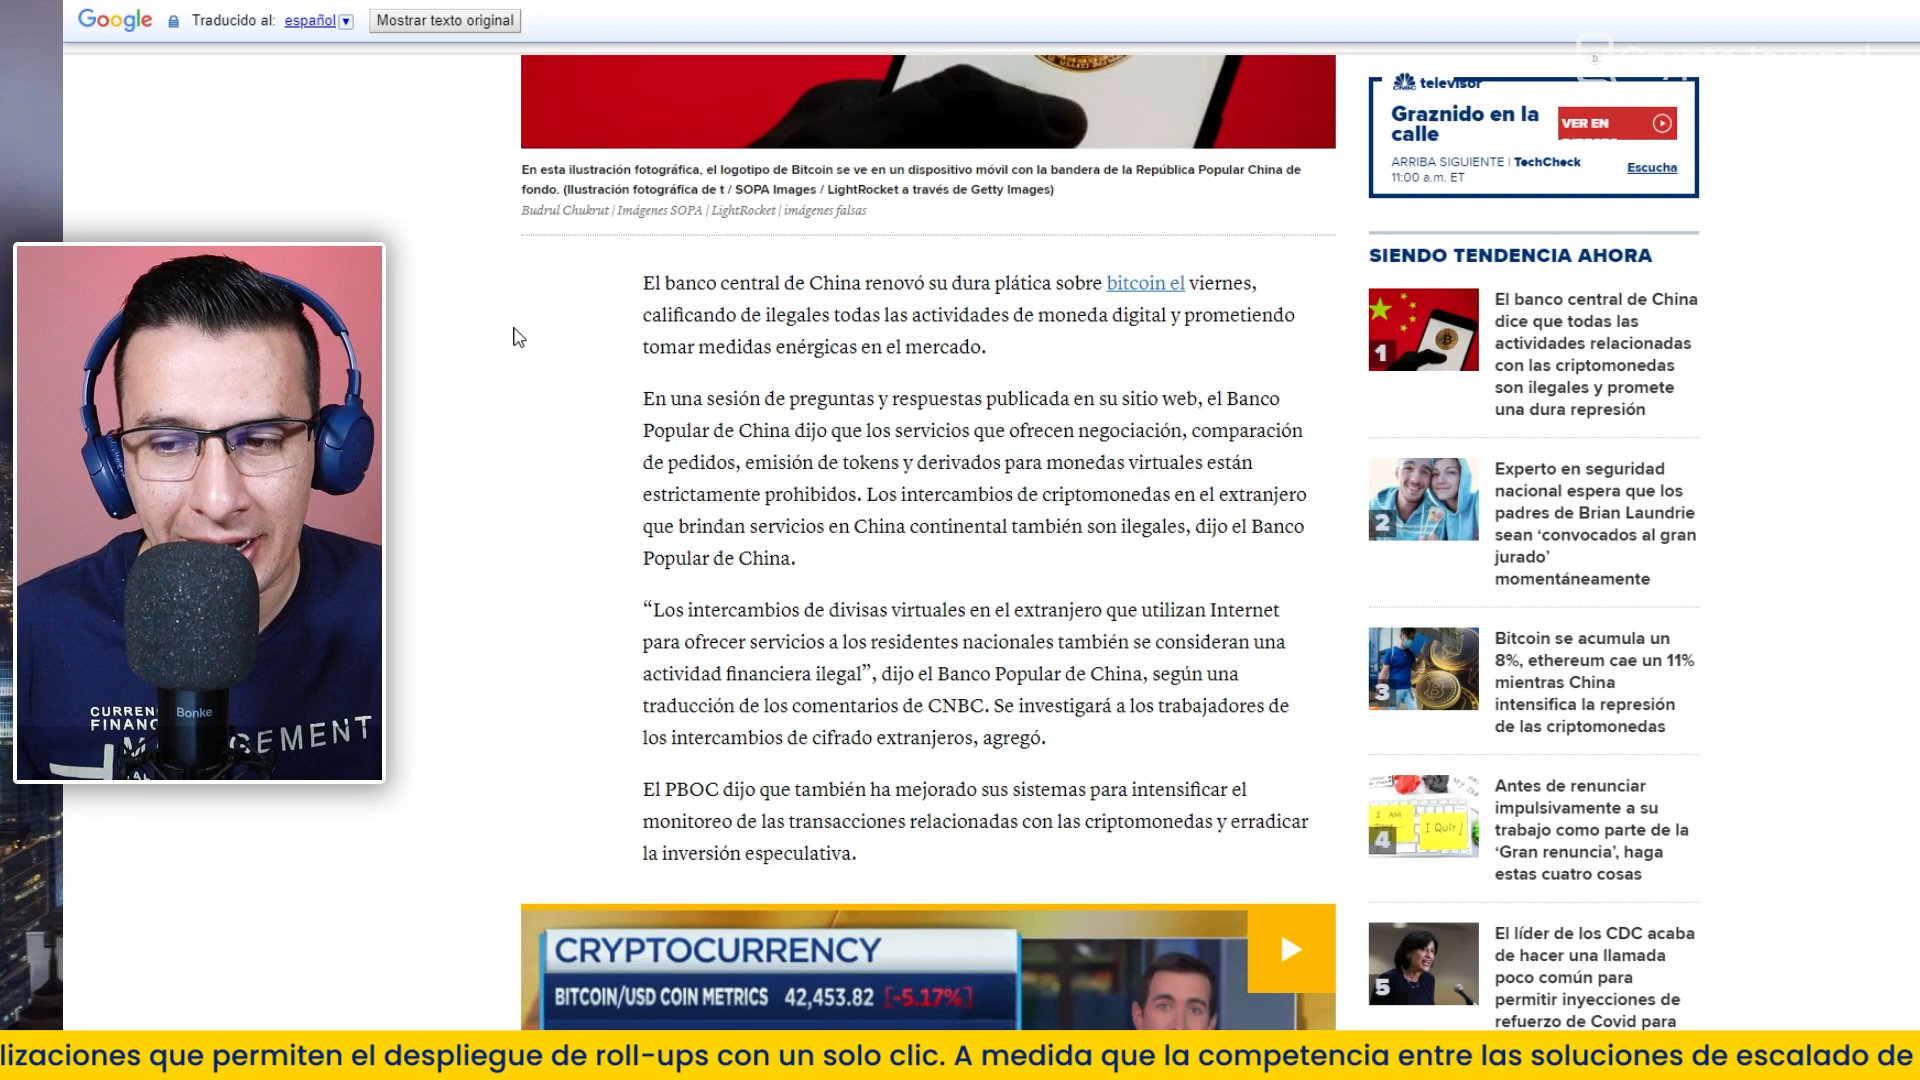 Google
Traducido al: español
Mostrar texto original
televisor
Graznido en la
calle
VER EN
ARRIBA SIGUIENTE | TechCheck
11:00 a.m. ET
Escucha
En esta ilustración fotográfica, el logotipo de Bitcoin se ve en un dispositivo móvil con la bandera de la República Popular China de
fondo. (Ilustración fotográfica de t / SOPA Images / LightRocket a través de Getty Images)
Budrul Chukrut | Imágenes SOPA | LightRocket | imágenes falsas
El banco central de China renovó su dura plática sobre bitcoin el viernes,
calificando de ilegales todas las actividades de moneda digital y prometiendo
tomar medidas enérgicas en el mercado.
En una sesión de preguntas y respuestas publicada en su sitio web, el Banco
Popular de China dijo que los servicios que ofrecen negociación, comparación
de pedidos, emisión de tokens y derivados para monedas virtuales están
estrictamente prohibidos. Los intercambios de criptomonedas en el extranjero
que brindan servicios en China continental también son ilegales, dijo el Banco
Popular de China.
“Los intercambios de divisas virtuales en el extranjero que utilizan Internet
para ofrecer servicios a los residentes nacionales también se consideran una
actividad financiera ilegal”, dijo el Banco Popular de China, según una
traducción de los comentarios de CNBC. Se investigará a los trabajadores de
los intercambios de cifrado extranjeros, agregó.
El PBOC dijo que también ha mejorado sus sistemas para intensificar el
monitoreo de las transacciones relacionadas con las criptomonedas y erradicar
la inversión especulativa.
CRYPTOCURRENCY
BITCOIN/USD COIN METRICS 42,453.82 [-5.17%]
SIENDO TENDENCIA AHORA
1
El banco central de China
dice que todas las
actividades relacionadas
con las criptomonedas
son ilegales y promete
una dura represión
2
Experto en seguridad
nacional espera que los
padres de Brian Laundrie
sean ‘convocados al gran
jurado’
momentáneamente
3
Bitcoin se acumula un
8%, ethereum cae un 11%
mientras China
intensifica la represión
de las criptomonedas
I AM
I QUIT!
4
Antes de renunciar
impulsivamente a su
trabajo como parte de la
‘Gran renuncia’, haga
estas cuatro cosas
5
El líder de los CDC acaba
de hacer una llamada
poco común para
permitir inyecciones de
refuerzo de Covid para
Bonke
lizaciones que permiten el despliegue de roll-ups con un solo clic. A medida que la competencia entre las soluciones de escalado de